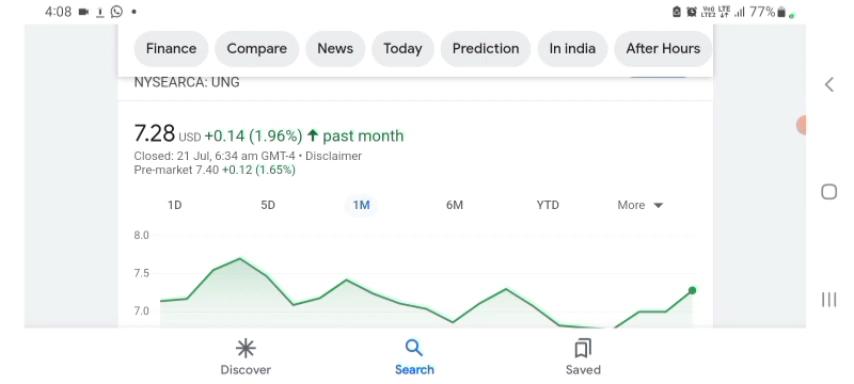 4:08 77%
Finance Compare News Today Prediction In india After Hours
NYSEARCA: UNG
7.28 USD +0.14 (1.96%) ↑ past month
Closed: 21 Jul, 6:34 am GMT-4 • Disclaimer
Pre-market 7.40 +0.12 (1.65%)
1D 5D 1M 6M YTD More
8.0
7.5
7.0
Discover Search Saved